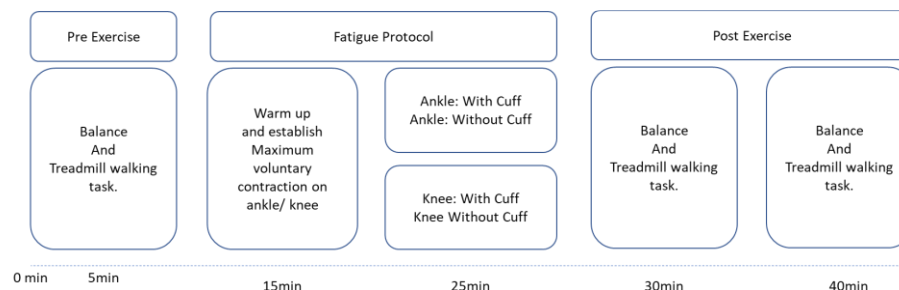 Pre Exercise
Fatigue Protocol
Post Exercise
Balance
And
Treadmill walking
task.
Warm up
and establish
Maximum
voluntary
contraction on
ankle/ knee
Ankle: With Cuff
Ankle: Without Cuff
Knee: With Cuff
Knee Without Cuff
Balance
And
Treadmill walking
task.
Balance
And
Treadmill walking
task.
0 min
5min
15min
25min
30min
40min